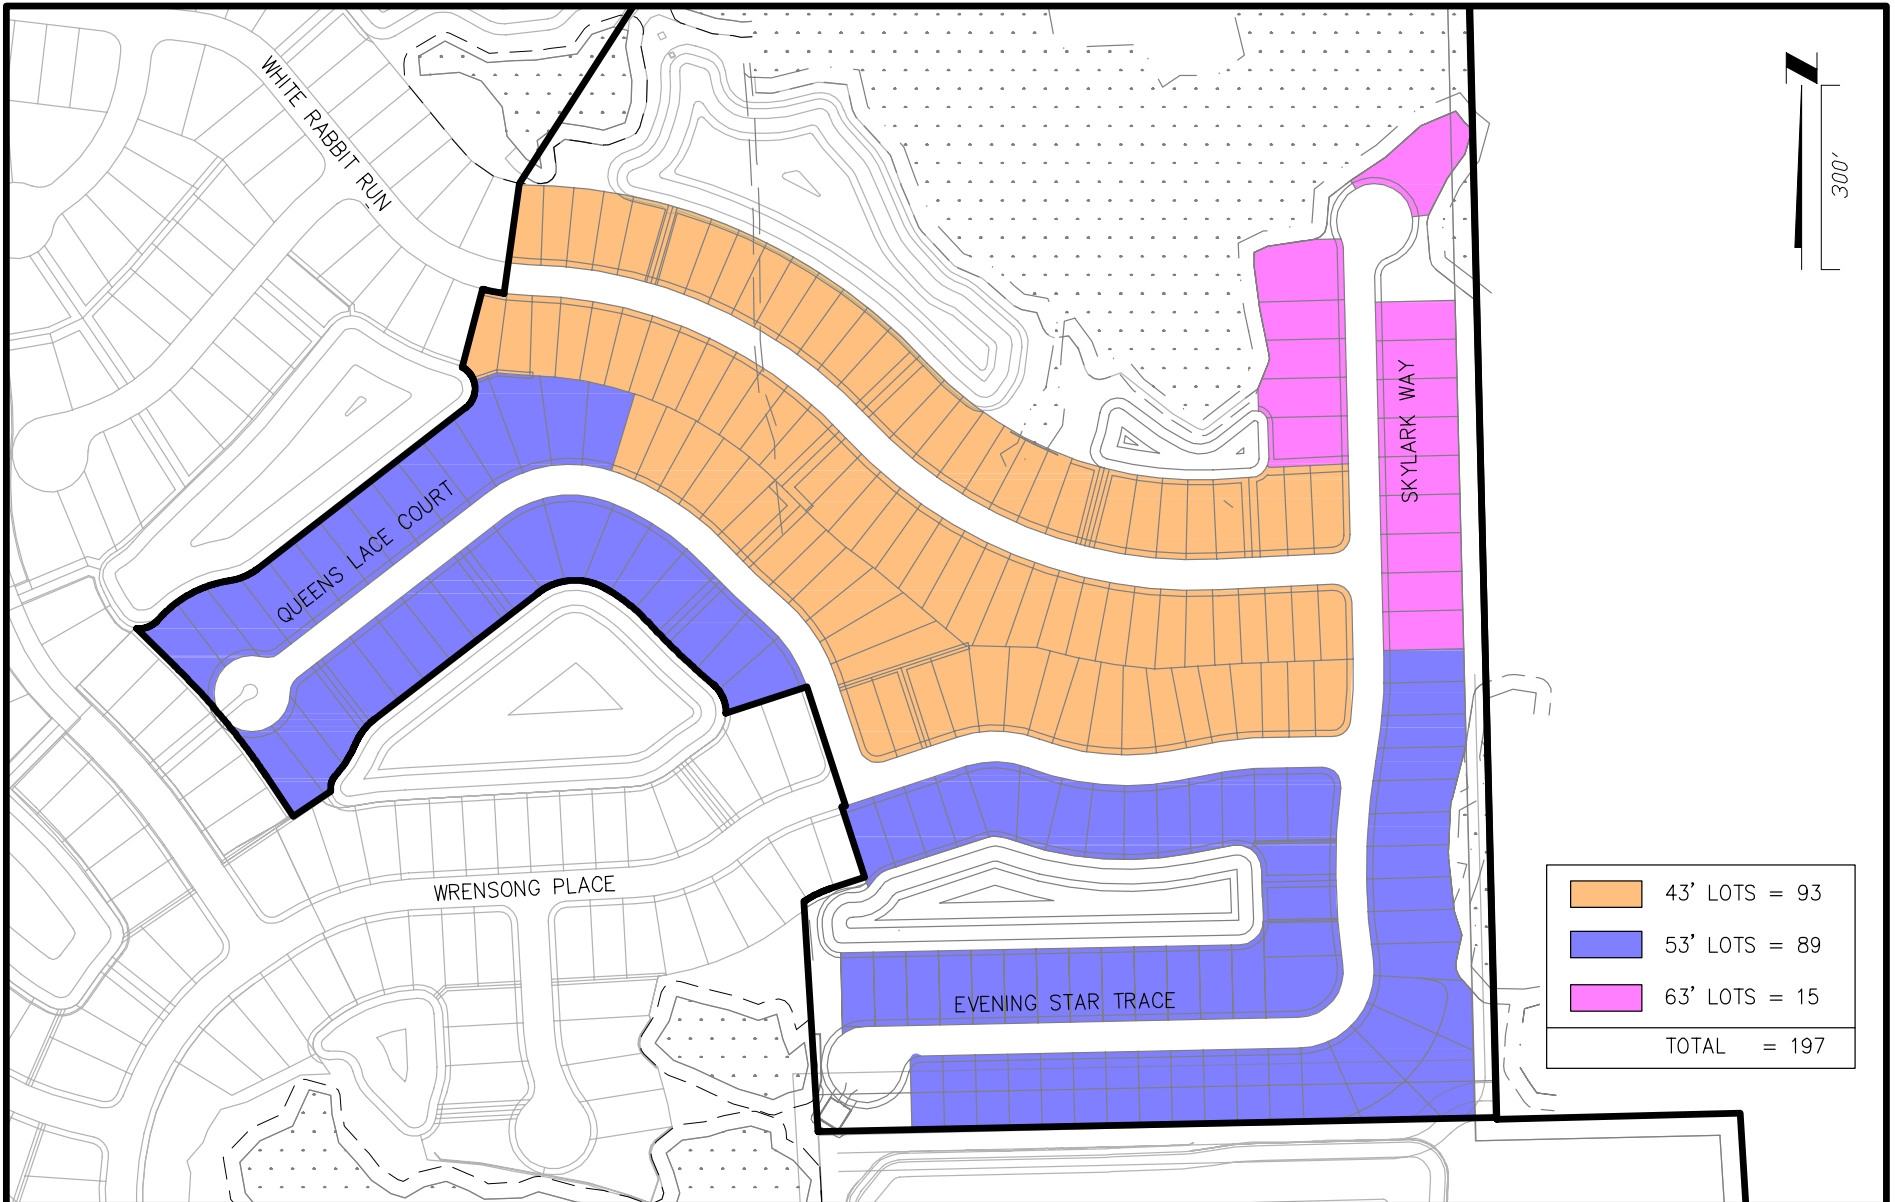 WHITE RABBIT RUN
N
300'
SKYLARK WAY
QUEENS LACE COURT
WRENSONG PLACE
EVENING STAR TRACE
43' LOTS = 93
53' LOTS = 89
63' LOTS = 15
TOTAL = 197